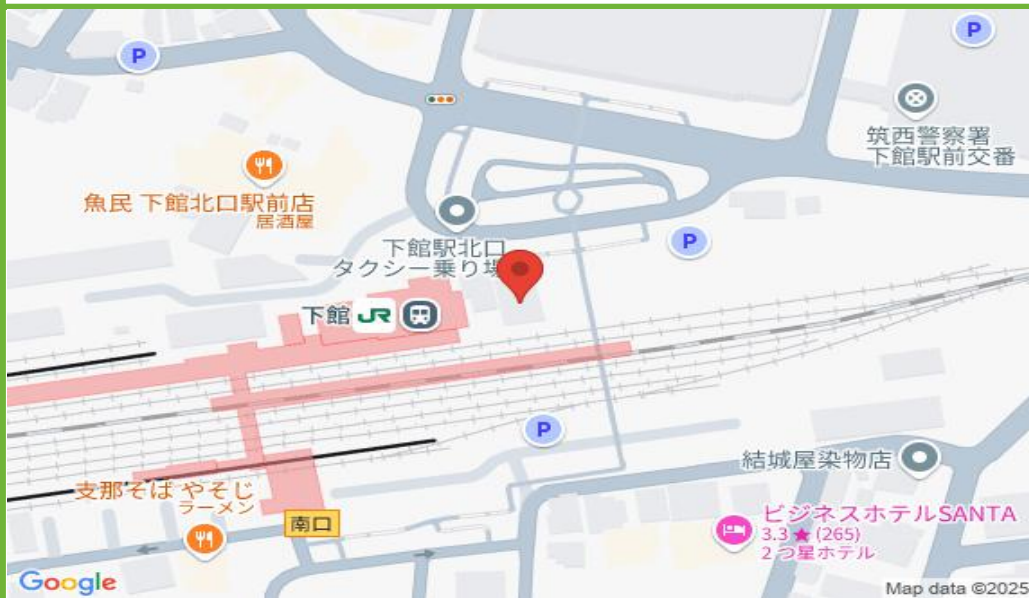 P
P
筑西警察署
下館駅前交番
魚民 下館北口駅前店
居酒屋
下館駅北口
タクシー乗り場
P
下館 JR
P
結城屋染物店
支那そば やそじ
ラーメン
南口
ビジネスホテルSANTA
3.3 ★ (265)
2 つ星ホテル
Google
Map data ©2025